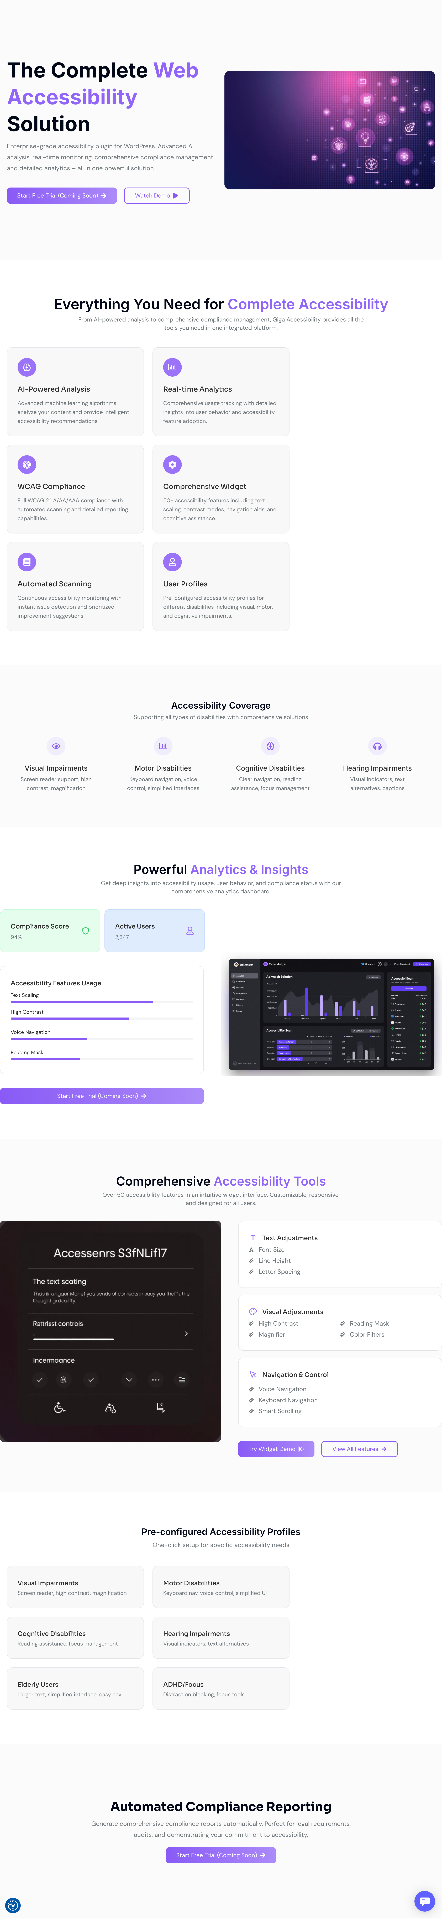 The Complete Web
Accessibility
Solution
Enterprise-grade accessibility plugin for WordPress. Advanced AI
analysis, real-time monitoring, comprehensive compliance management,
and detailed analytics – all in one powerful solution.
Start Free Trial (Coming Soon)
Watch Demo
Everything You Need for Complete Accessibility
From AI-powered analysis to comprehensive compliance management, Giga Accessibility provides all the
tools you need in one integrated platform.
AI-Powered Analysis
Advanced machine learning algorithms
analyze your content and provide intelligent
accessibility recommendations.
Real-time Analytics
Comprehensive usage tracking with detailed
insights into user behavior and accessibility
feature adoption.
WCAG Compliance
Full WCAG 2.1 A/AA/AAA compliance with
automated scanning and detailed reporting
capabilities.
Comprehensive Widget
50+ accessibility features including text
scaling, contrast modes, navigation aids, and
cognitive assistance.
Automated Scanning
Continuous accessibility monitoring with
instant issue detection and prioritized
improvement suggestions.
User Profiles
Pre-configured accessibility profiles for
different disabilities including visual, motor,
and cognitive impairments.
Accessibility Coverage
Supporting all types of disabilities with comprehensive solutions
Visual Impairments
Screen reader support, high
contrast, magnification
Motor Disabilities
Keyboard navigation, voice
control, simplified interfaces
Cognitive Disabilities
Clear navigation, reading
assistance, focus management
Hearing Impairments
Visual indicators, text
alternatives, captions
Powerful Analytics & Insights
Get deep insights into accessibility usage, user behavior, and compliance status with our
comprehensive analytics dashboard.
Compliance Score
94%
Active Users
Accessibility Features Usage
Text Scaling
High Contrast
Voice Navigation
Reading Mask
Start Free Trial (Coming Soon)
Comprehensive Accessibility Tools
Over 50 accessibility features in an intuitive widget interface. Customizable, responsive,
and designed for all users.
Accessenrs S3fNLif17
The text seating
Ratriıst controls
Incermoance
Text Adjustments
Font Size
Line Height
Letter Spacing
Visual Adjustments
High Contrast
Reading Mask
Magnifier
Color Filters
Navigation & Control
Voice Navigation
Keyboard Navigation
Smart Scrolling
Try Widget Demo
View All Features
Pre-configured Accessibility Profiles
One-click setup for specific accessibility needs
Visual Impairments
Screen reader, high contrast, magnification
Motor Disabilities
Keyboard nav, voice control, simplified UI
Cognitive Disabilities
Reading assistance, focus management
Hearing Impairments
Visual indicators, text alternatives
Elderly Users
Large text, simplified interface, easy nav
ADHD/Focus
Distraction blocking, focus tools
Automated Compliance Reporting
Generate comprehensive compliance reports automatically. Perfect for legal requirements,
audits, and demonstrating your commitment to accessibility.
Start Free Trial (Coming Soon)